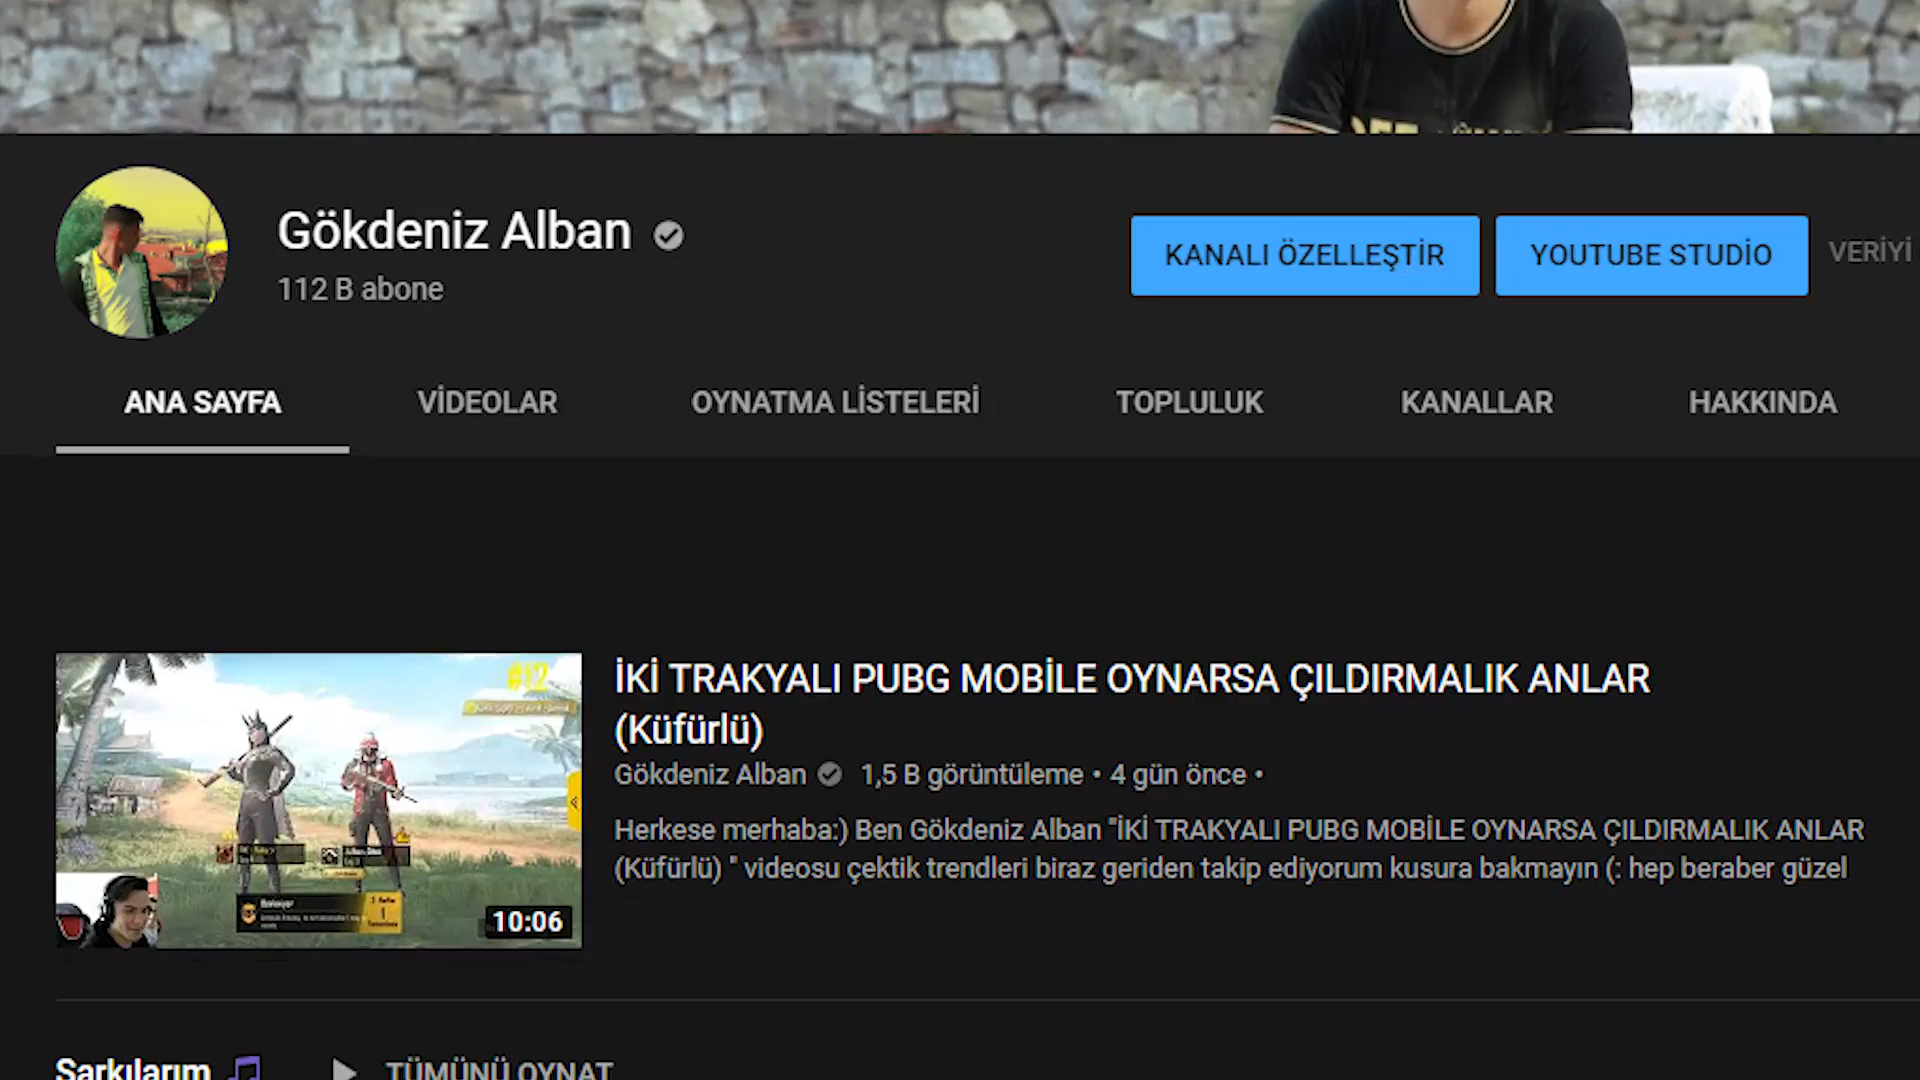 Gökdeniz Alban
112 B abone
KANALI ÖZELLEŞTİR
YOUTUBE STUDİO
VERİYİ
ANA SAYFA
VİDEOLAR
OYNATMA LİSTELERİ
TOPLULUK
KANALLAR
HAKKINDA
#12
10:06
İKİ TRAKYALI PUBG MOBİLE OYNARSA ÇILDIRMALIK ANLAR
(Küfürlü)
Gökdeniz Alban 1,5 B görüntüleme • 4 gün önce •
Herkese merhaba:) Ben Gökdeniz Alban "İKİ TRAKYALI PUBG MOBİLE OYNARSA ÇILDIRMALIK ANLAR
(Küfürlü) " videosu çektik trendleri biraz geriden takip ediyorum kusura bakmayın (: hep beraber güzel
Şarkılarım
TÜMÜNÜ OYNAT